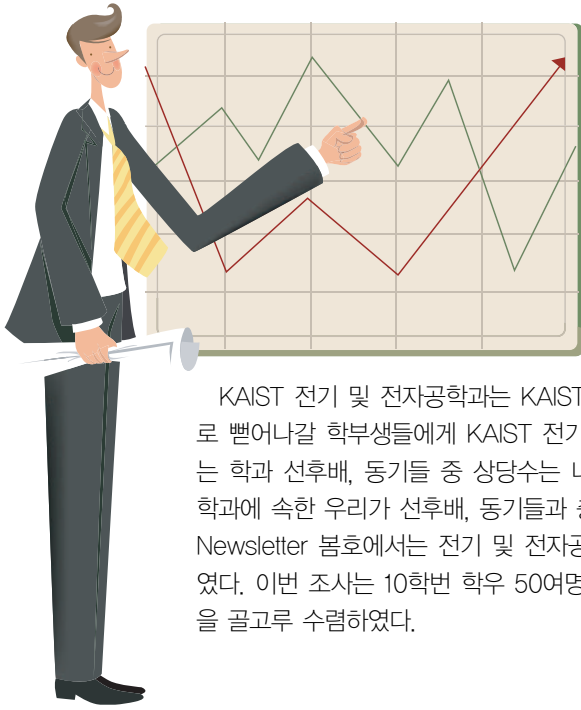 KAIST 전기 및 전자공학과는 KAIST
로 뻗어나갈 학부생들에게 KAIST 전기
는 학과 선후배, 동기들 중 상당수는
학과에 속한 우리가 선후배, 동기들과
Newsletter 봄호에서는 전기 및 전자공
였다. 이번 조사는 10학번 학우 50여명
을 골고루 수렴하였다.